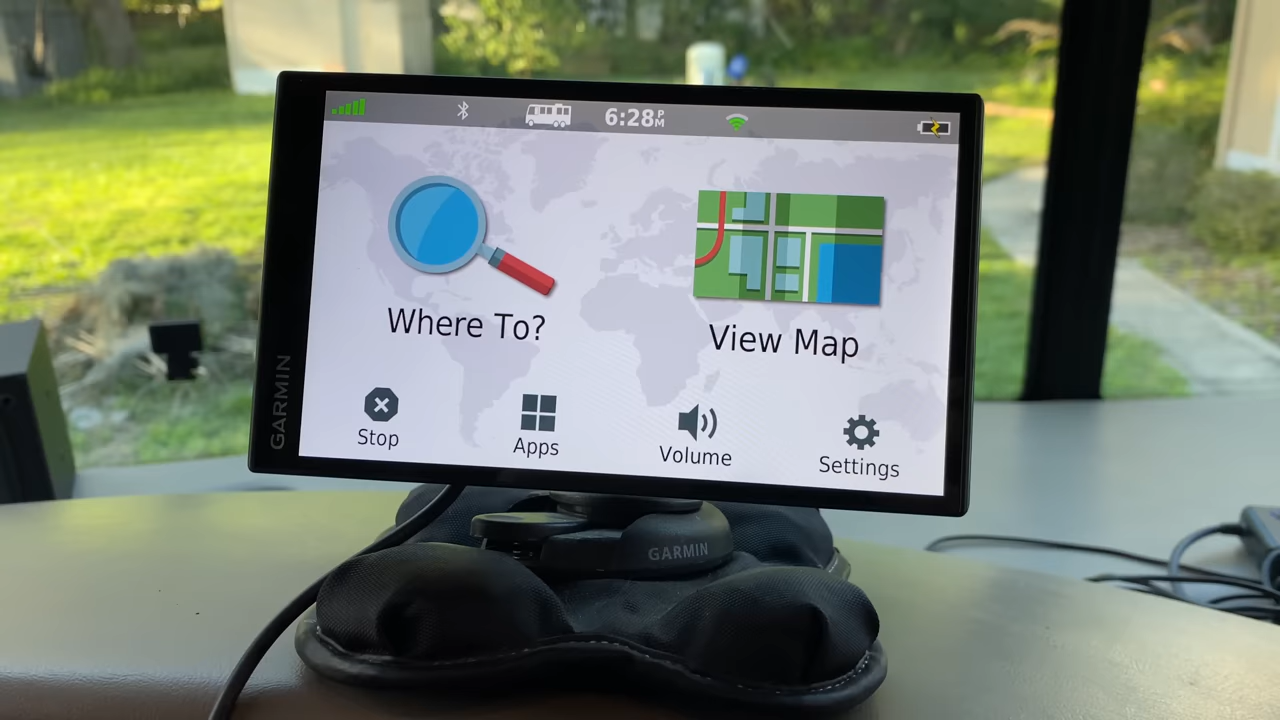 6:28PM
Where To?
View Map
Stop
Apps
Volume
Settings
GARMIN
GARMIN